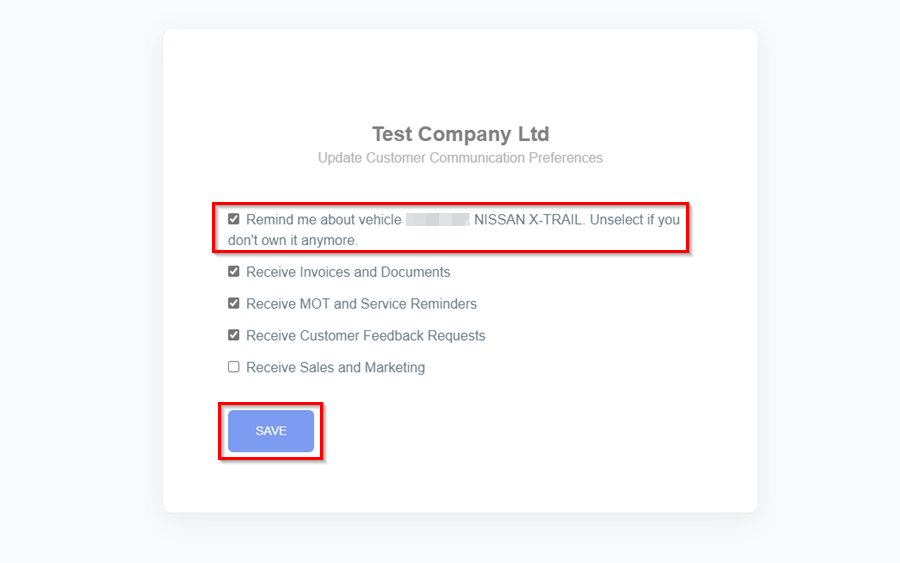 Test Company Ltd
Update Customer Communication Preferences
Remind me about vehicle NISSAN X-TRAIL. Unselect if you
don't own it anymore.
Receive Invoices and Documents
Receive MOT and Service Reminders
Receive Customer Feedback Requests
Receive Sales and Marketing
SAVE